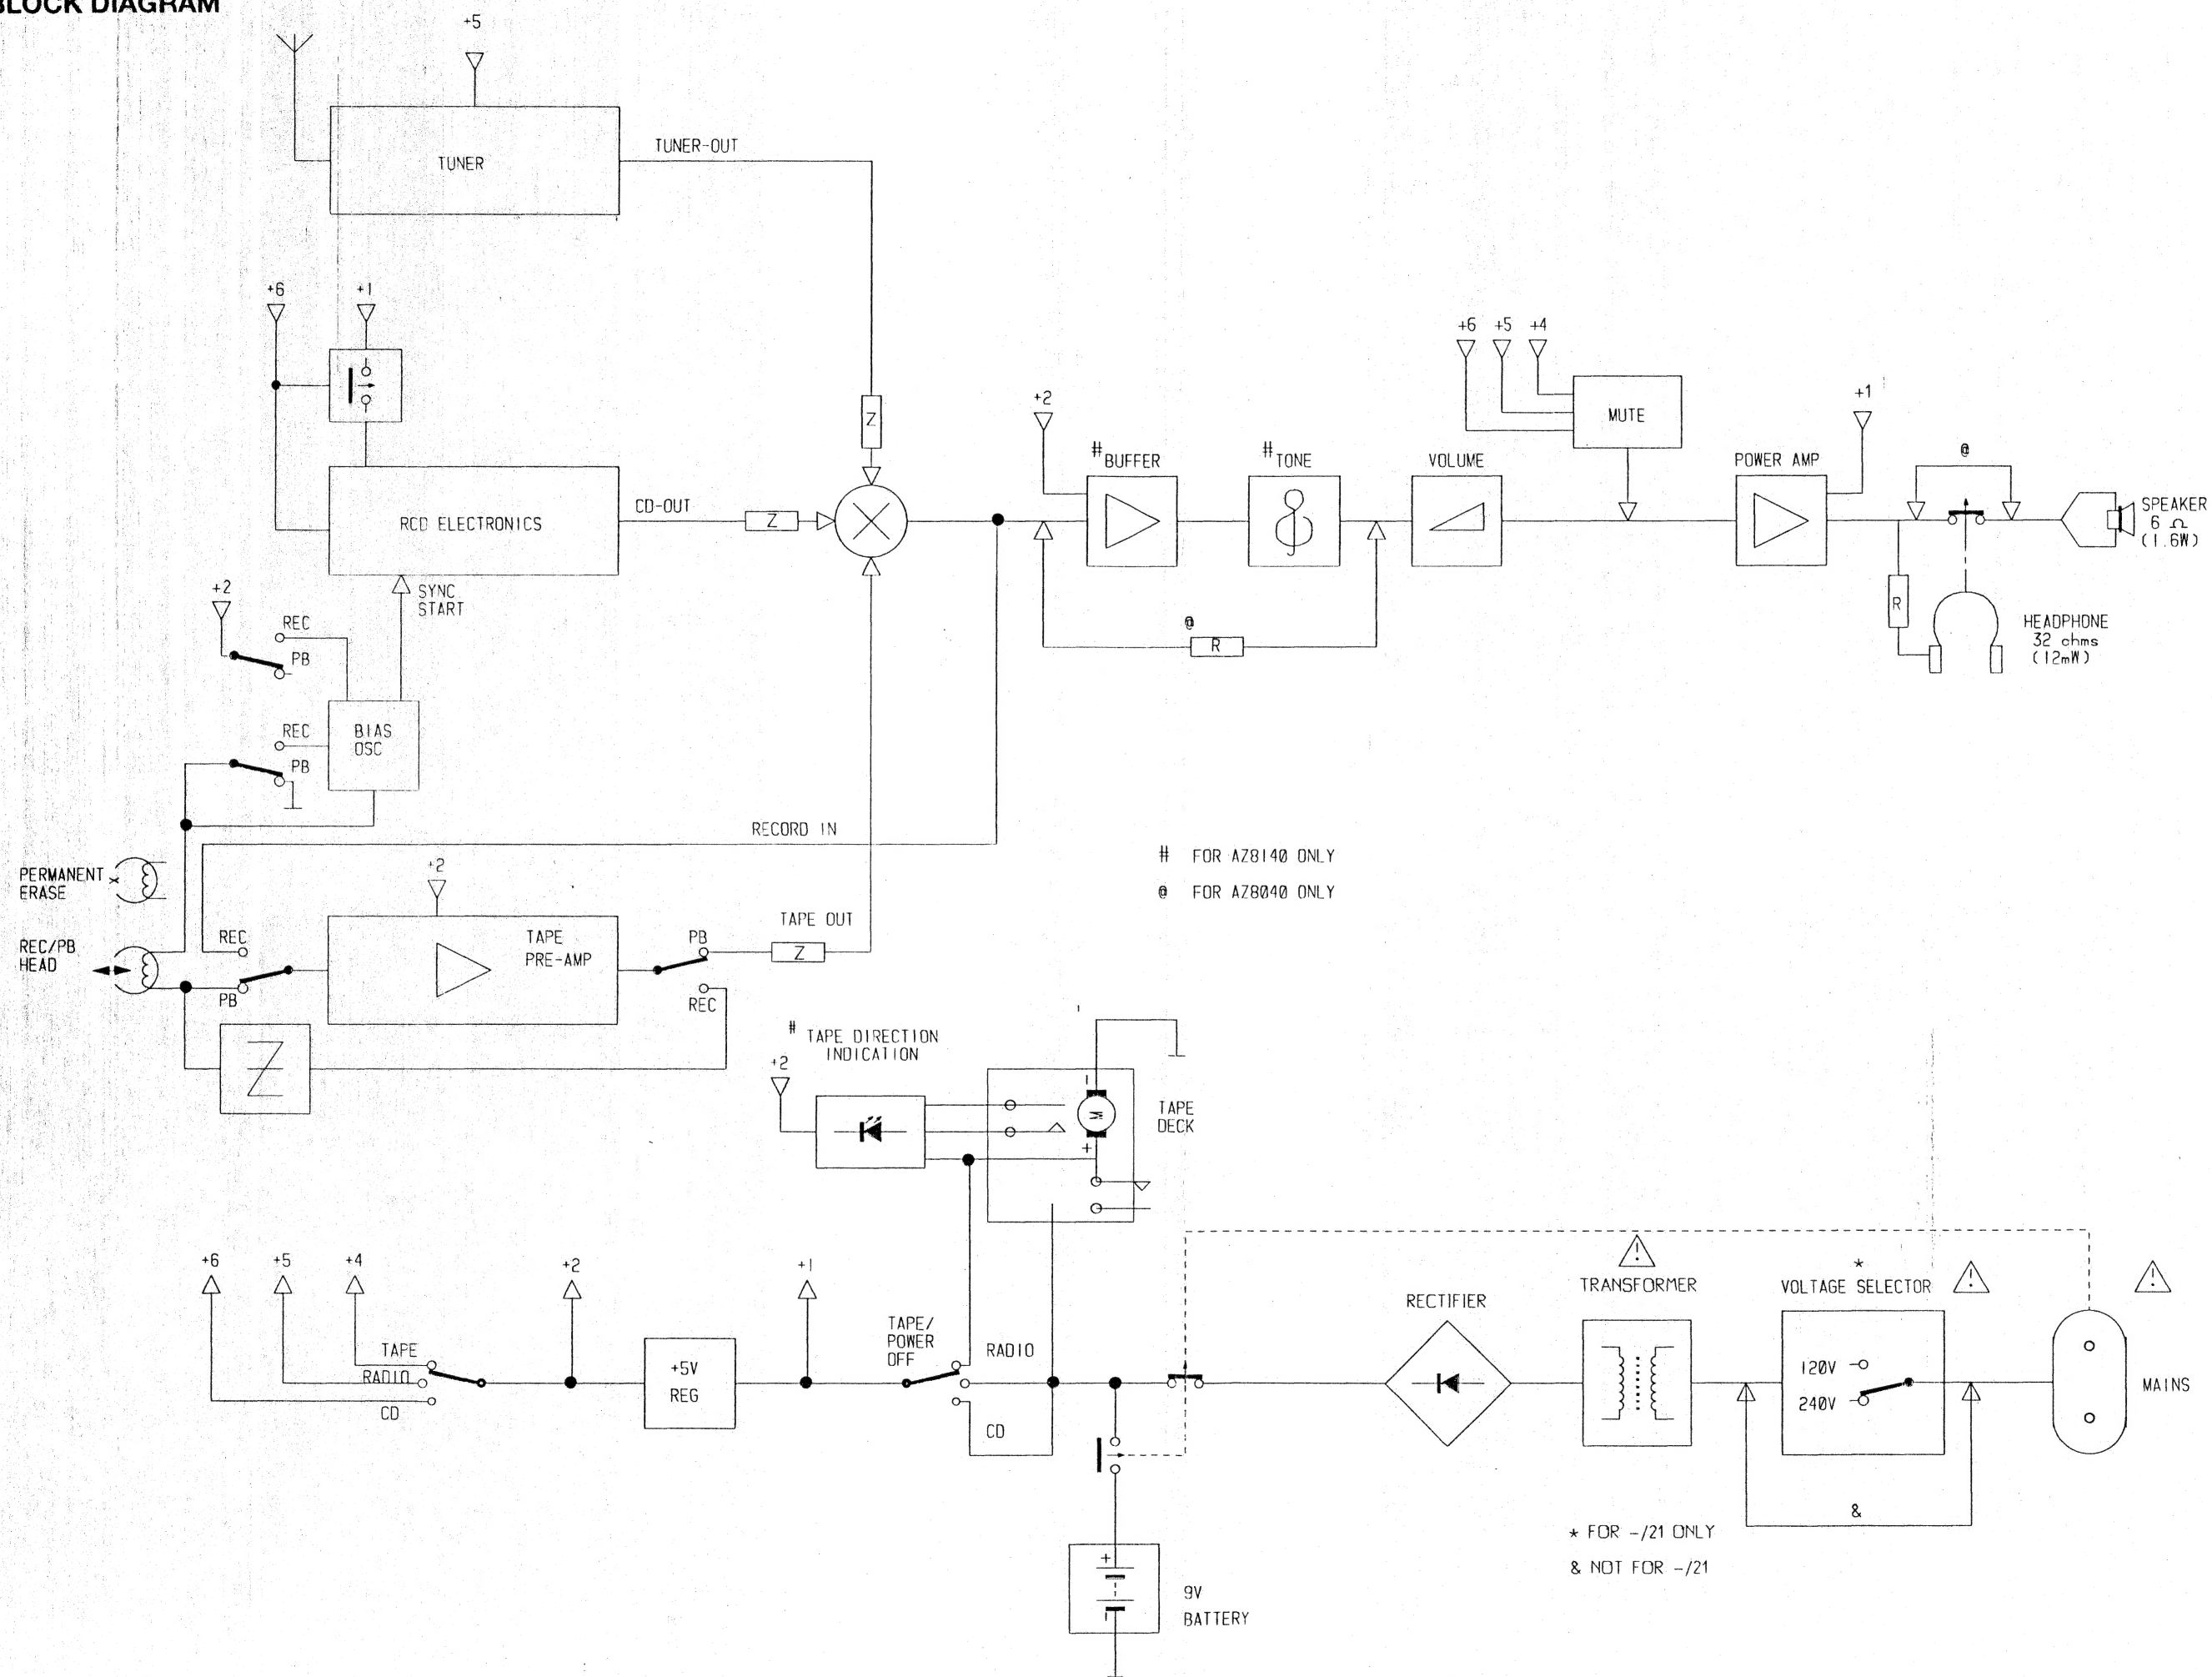 BLOCK DIAGRAM
+5
TUNER
TUNER-OUT
+6
+1
RCD ELECTRONICS
CD-OUT
Z
Z
SYNC
START
+2
REC
PB
REC
PB
BIAS
OSC
+2
#BUFFER
#TONE
VOLUME
+6
+5
+4
MUTE
POWER AMP
+1
@
SPEAKER
6 Ω
(1.6W)
R
HEADPHONE
32 ohms
(12mW)
@
R
RECORD IN
# FOR AZ8140 ONLY
@ FOR AZ8040 ONLY
PERMANENT
ERASE
REC/PB
HEAD
REC
PB
+2
TAPE
PRE-AMP
PB
REC
TAPE OUT
Z
Z
# TAPE DIRECTION
INDICATION
+2
M
+
TAPE
DECK
+6
+5
+4
TAPE
RADIO
CD
+2
+5V
REG
+1
TAPE/
POWER
OFF
RADIO
CD
+
9V
BATTERY
RECTIFIER
!
TRANSFORMER
*
VOLTAGE SELECTOR
!
120V
240V
&
!
MAINS
* FOR -/21 ONLY
& NOT FOR -/21